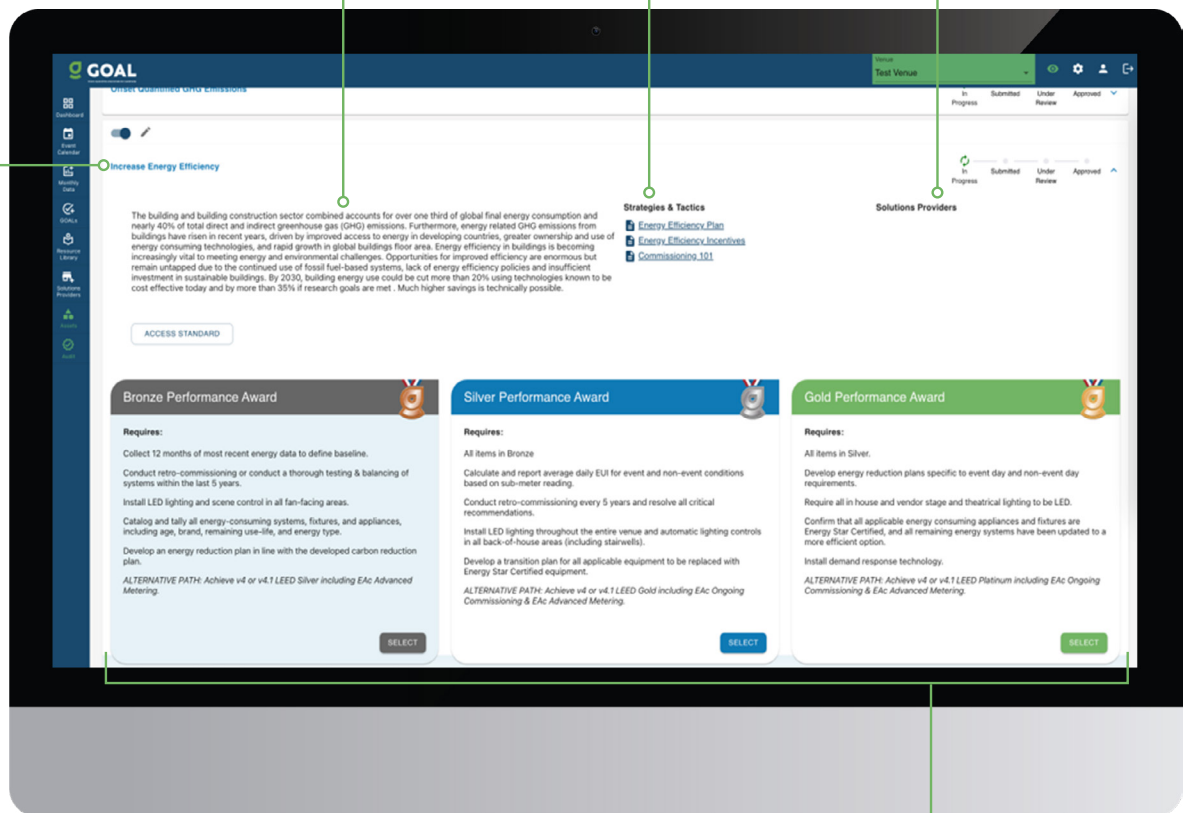 GOAL
Venue
Test Venue
Dashboard
Event
Calendar
Monthly
Data
GOALs
Resource
Library
Solutions
Providers
Assets
Audit
Offset Quantified GHG Emissions
In
Progress
Submitted
Under
Review
Approved
Increase Energy Efficiency
In
Progress
Submitted
Under
Review
Approved
The building and building construction sector combined accounts for over one third of global final energy consumption and
nearly 40% of total direct and indirect greenhouse gas (GHG) emissions. Furthermore, energy related GHG emissions from
buildings have risen in recent years, driven by improved access to energy in developing countries, greater ownership and use of
energy consuming technologies, and rapid growth in global buildings floor area. Energy efficiency in buildings is becoming
increasingly vital to meeting energy and environmental challenges. Opportunities for improved efficiency are enormous but
remain untapped due to the continued use of fossil fuel-based systems, lack of energy efficiency policies and insufficient
investment in sustainable buildings. By 2030, building energy use could be cut more than 20% using technologies known to be
cost effective today and by more than 35% if research goals are met . Much higher savings is technically possible.
ACCESS STANDARD
Strategies & Tactics
Energy Efficiency Plan
Energy Efficiency Incentives
Commissioning 101
Solutions Providers
Bronze Performance Award
Requires:
Collect 12 months of most recent energy data to define baseline.
Conduct retro-commissioning or conduct a thorough testing & balancing of
systems within the last 5 years.
Install LED lighting and scene control in all fan-facing areas.
Catalog and tally all energy-consuming systems, fixtures, and appliances,
including age, brand, remaining use-life, and energy type.
Develop an energy reduction plan in line with the developed carbon reduction
plan.
ALTERNATIVE PATH: Achieve v4 or v4.1 LEED Silver including EAc Advanced
Metering.
SELECT
Silver Performance Award
Requires:
All items in Bronze
Calculate and report average daily EUI for event and non-event conditions
based on sub-meter reading.
Conduct retro-commissioning every 5 years and resolve all critical
recommendations.
Install LED lighting throughout the entire venue and automatic lighting controls
in all back-of-house areas (including stairwells).
Develop a transition plan for all applicable equipment to be replaced with
Energy Star Certified equipment.
ALTERNATIVE PATH: Achieve v4 or v4.1 LEED Gold including EAc Ongoing
Commissioning & EAc Advanced Metering.
SELECT
Gold Performance Award
Requires:
All items in Silver.
Develop energy reduction plans specific to event day and non-event day
requirements.
Require all in house and vendor stage and theatrical lighting to be LED.
Confirm that all applicable energy consuming appliances and fixtures are
Energy Star Certified, and all remaining energy systems have been updated to a
more efficient option.
Install demand response technology.
ALTERNATIVE PATH: Achieve v4 or v4.1 LEED Platinum including EAc Ongoing
Commissioning & EAc Advanced Metering.
SELECT